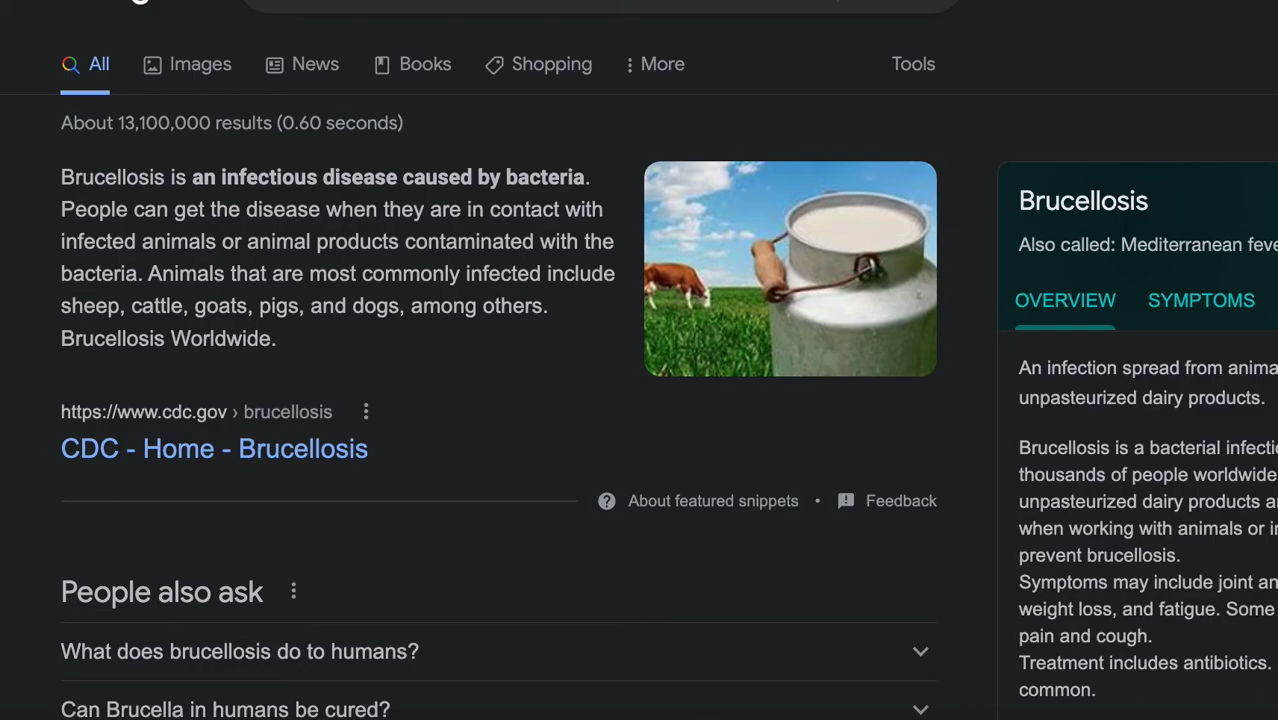 All Images News Books Shopping More Tools
About 13,100,000 results (0.60 seconds)
Brucellosis is an infectious disease caused by bacteria.
People can get the disease when they are in contact with
infected animals or animal products contaminated with the
bacteria. Animals that are most commonly infected include
sheep, cattle, goats, pigs, and dogs, among others.
Brucellosis Worldwide.
https://www.cdc.gov › brucellosis
CDC - Home - Brucellosis
About featured snippets • Feedback
People also ask
What does brucellosis do to humans?
Can Brucella in humans be cured?
Brucellosis
Also called: Mediterranean
OVERVIEW SYMPTOMS
An infection spread from
unpasteurized dairy products.
Brucellosis is a bacterial
thousands of people worldwide
unpasteurized dairy products
when working with animals or
prevent brucellosis.
Symptoms may include joint
weight loss, and fatigue. Some
pain and cough.
Treatment includes antibiotics.
common.